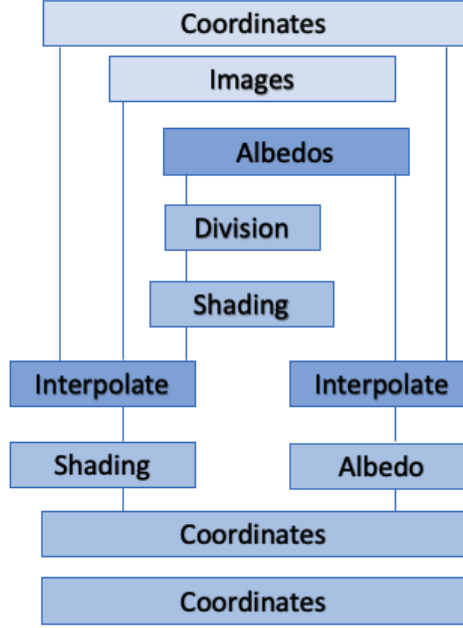 Coordinates
Images
Albedos
Division
Shading
Interpolate
Interpolate
Shading
Albedo
Coordinates
Coordinates